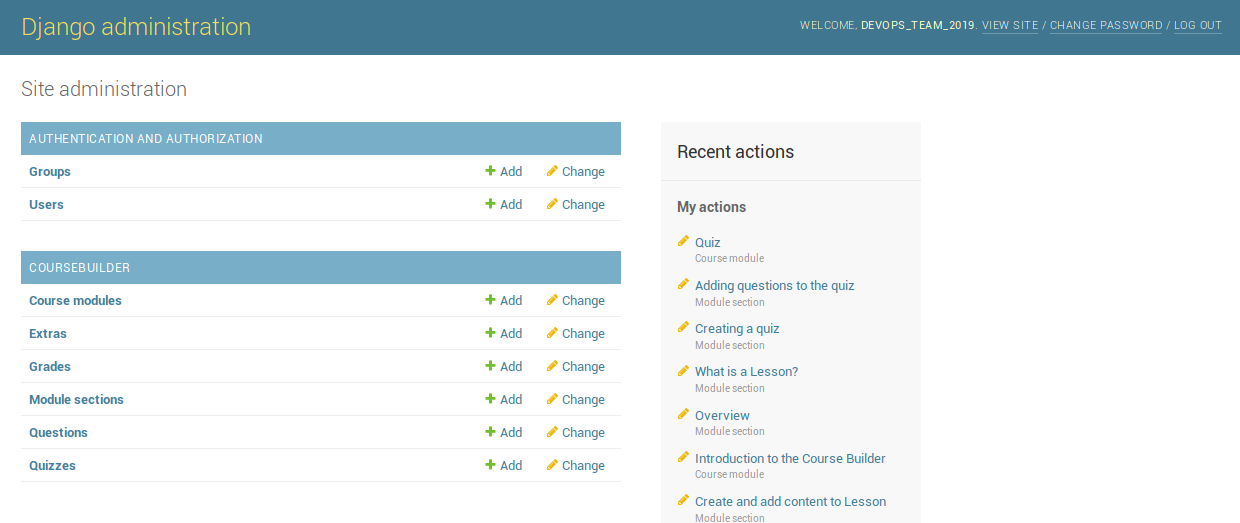 Django administration
WELCOME, DEVOPS_TEAM_2019. VIEW SITE / CHANGE PASSWORD / LOG OUT
Site administration
AUTHENTICATION AND AUTHORIZATION
Groups Add Change
Users Add Change
COURSEBUILDER
Course modules Add Change
Extras Add Change
Grades Add Change
Module sections Add Change
Questions Add Change
Quizzes Add Change
Recent actions
My actions
Quiz
Course module
Adding questions to the quiz
Module section
Creating a quiz
Module section
What is a Lesson?
Module section
Overview
Module section
Introduction to the Course Builder
Course module
Create and add content to Lesson
Module section